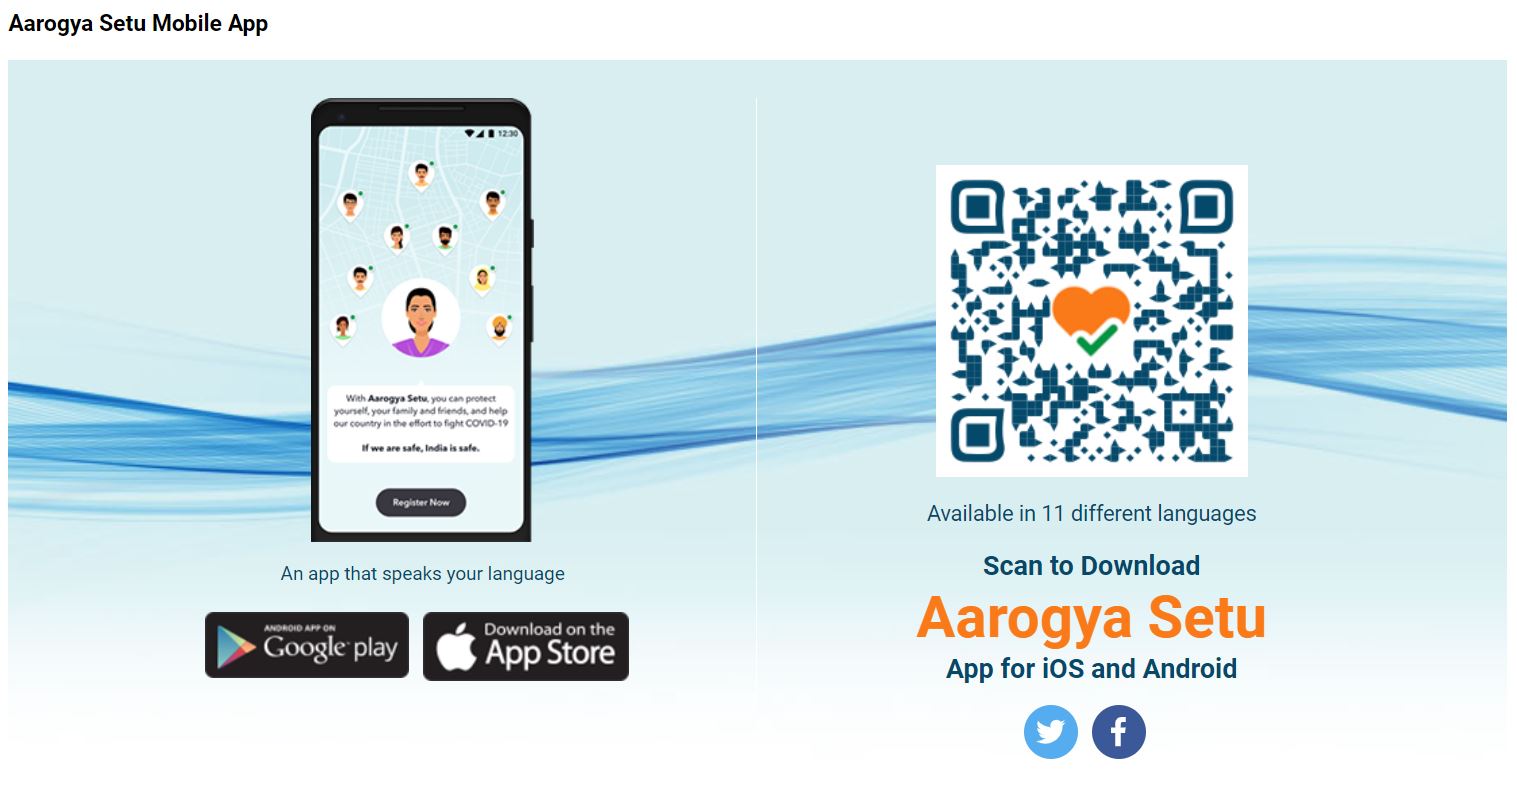 Aarogya Setu Mobile App
12:30
With Aarogya Setu, you can protect
yourself, your family and friends, and help
our country in the effort to fight COVID-19
If we are safe, India is safe.
Register Now
An app that speaks your language
ANDROID APP ON
Google play
Download on the
App Store
Available in 11 different languages
Scan to Download
Aarogya Setu
App for iOS and Android